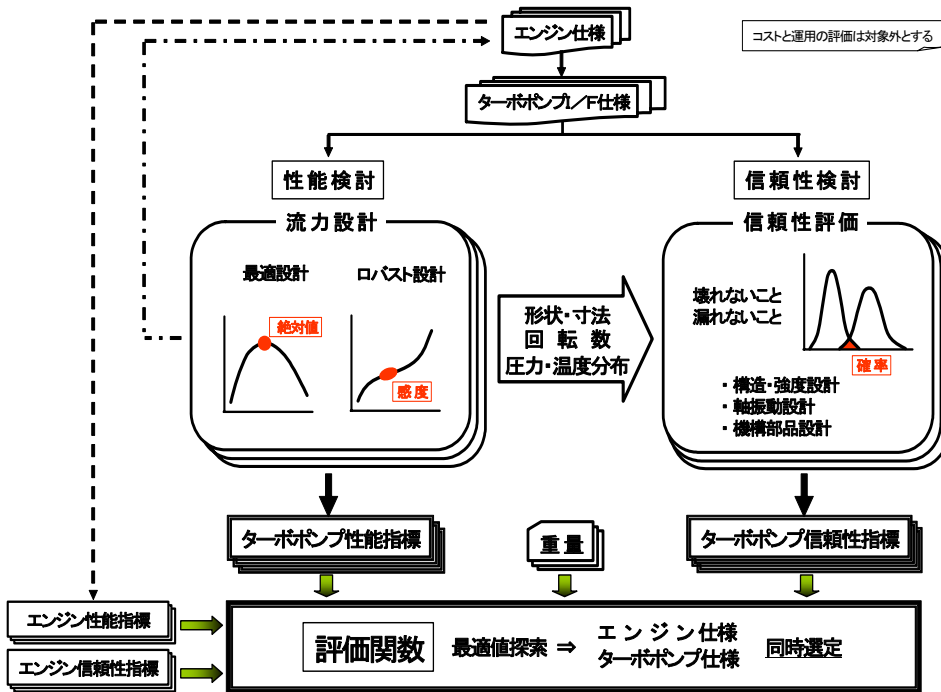 エンジン仕様
コストと運用の評価は対象外とする
ターボポンプI／F仕様
性能検討
信頼性検討
流力設計
信頼性評価
最適設計
ロバスト設計
絶対値
感度
形状・寸法
回転数
圧力・温度分布
壊れないこと
漏れないこと
確率
・構造・強度設計
・軸振動設計
・機構部品設計
ターボポンプ性能指標
重量
ターボポンプ信頼性指標
エンジン性能指標
エンジン信頼性指標
評価関数
最適値探索 ⇒
エンジン仕様
ターボポンプ仕様
同時選定